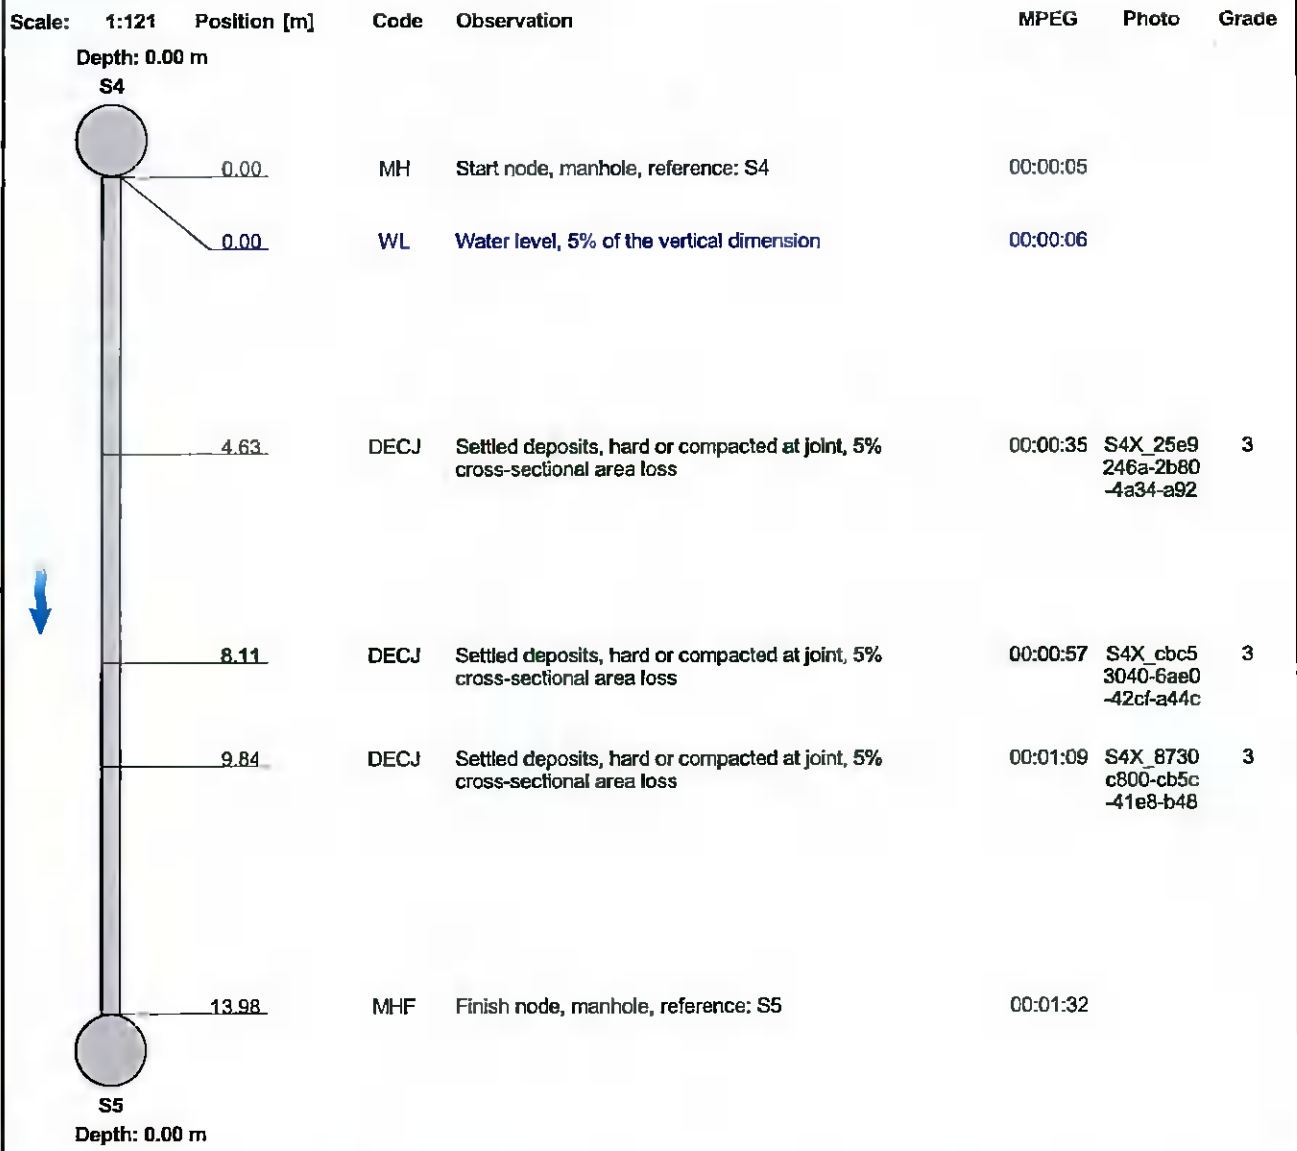 Scale: 1:121 Position [m] Code Observation MPEG Photo Grade
Depth: 0.00 m
S4
0.00 MH Start node, manhole, reference: S4 00:00:05
0.00 WL Water level, 5% of the vertical dimension 00:00:06
4.63 DECJ Settled deposits, hard or compacted at joint, 5% 00:00:35 S4X_25e9 3
cross-sectional area loss 246a-2b80
-4a34-a92
8.11 DECJ Settled deposits, hard or compacted at joint, 5% 00:00:57 S4X_cbc5 3
cross-sectional area loss 3040-6ae0
-42cf-a44c
9.84 DECJ Settled deposits, hard or compacted at joint, 5% 00:01:09 S4X_8730 3
cross-sectional area loss c800-cb5c
-41e8-b48
13.98 MHF Finish node, manhole, reference: S5 00:01:32
S5
Depth: 0.00 m